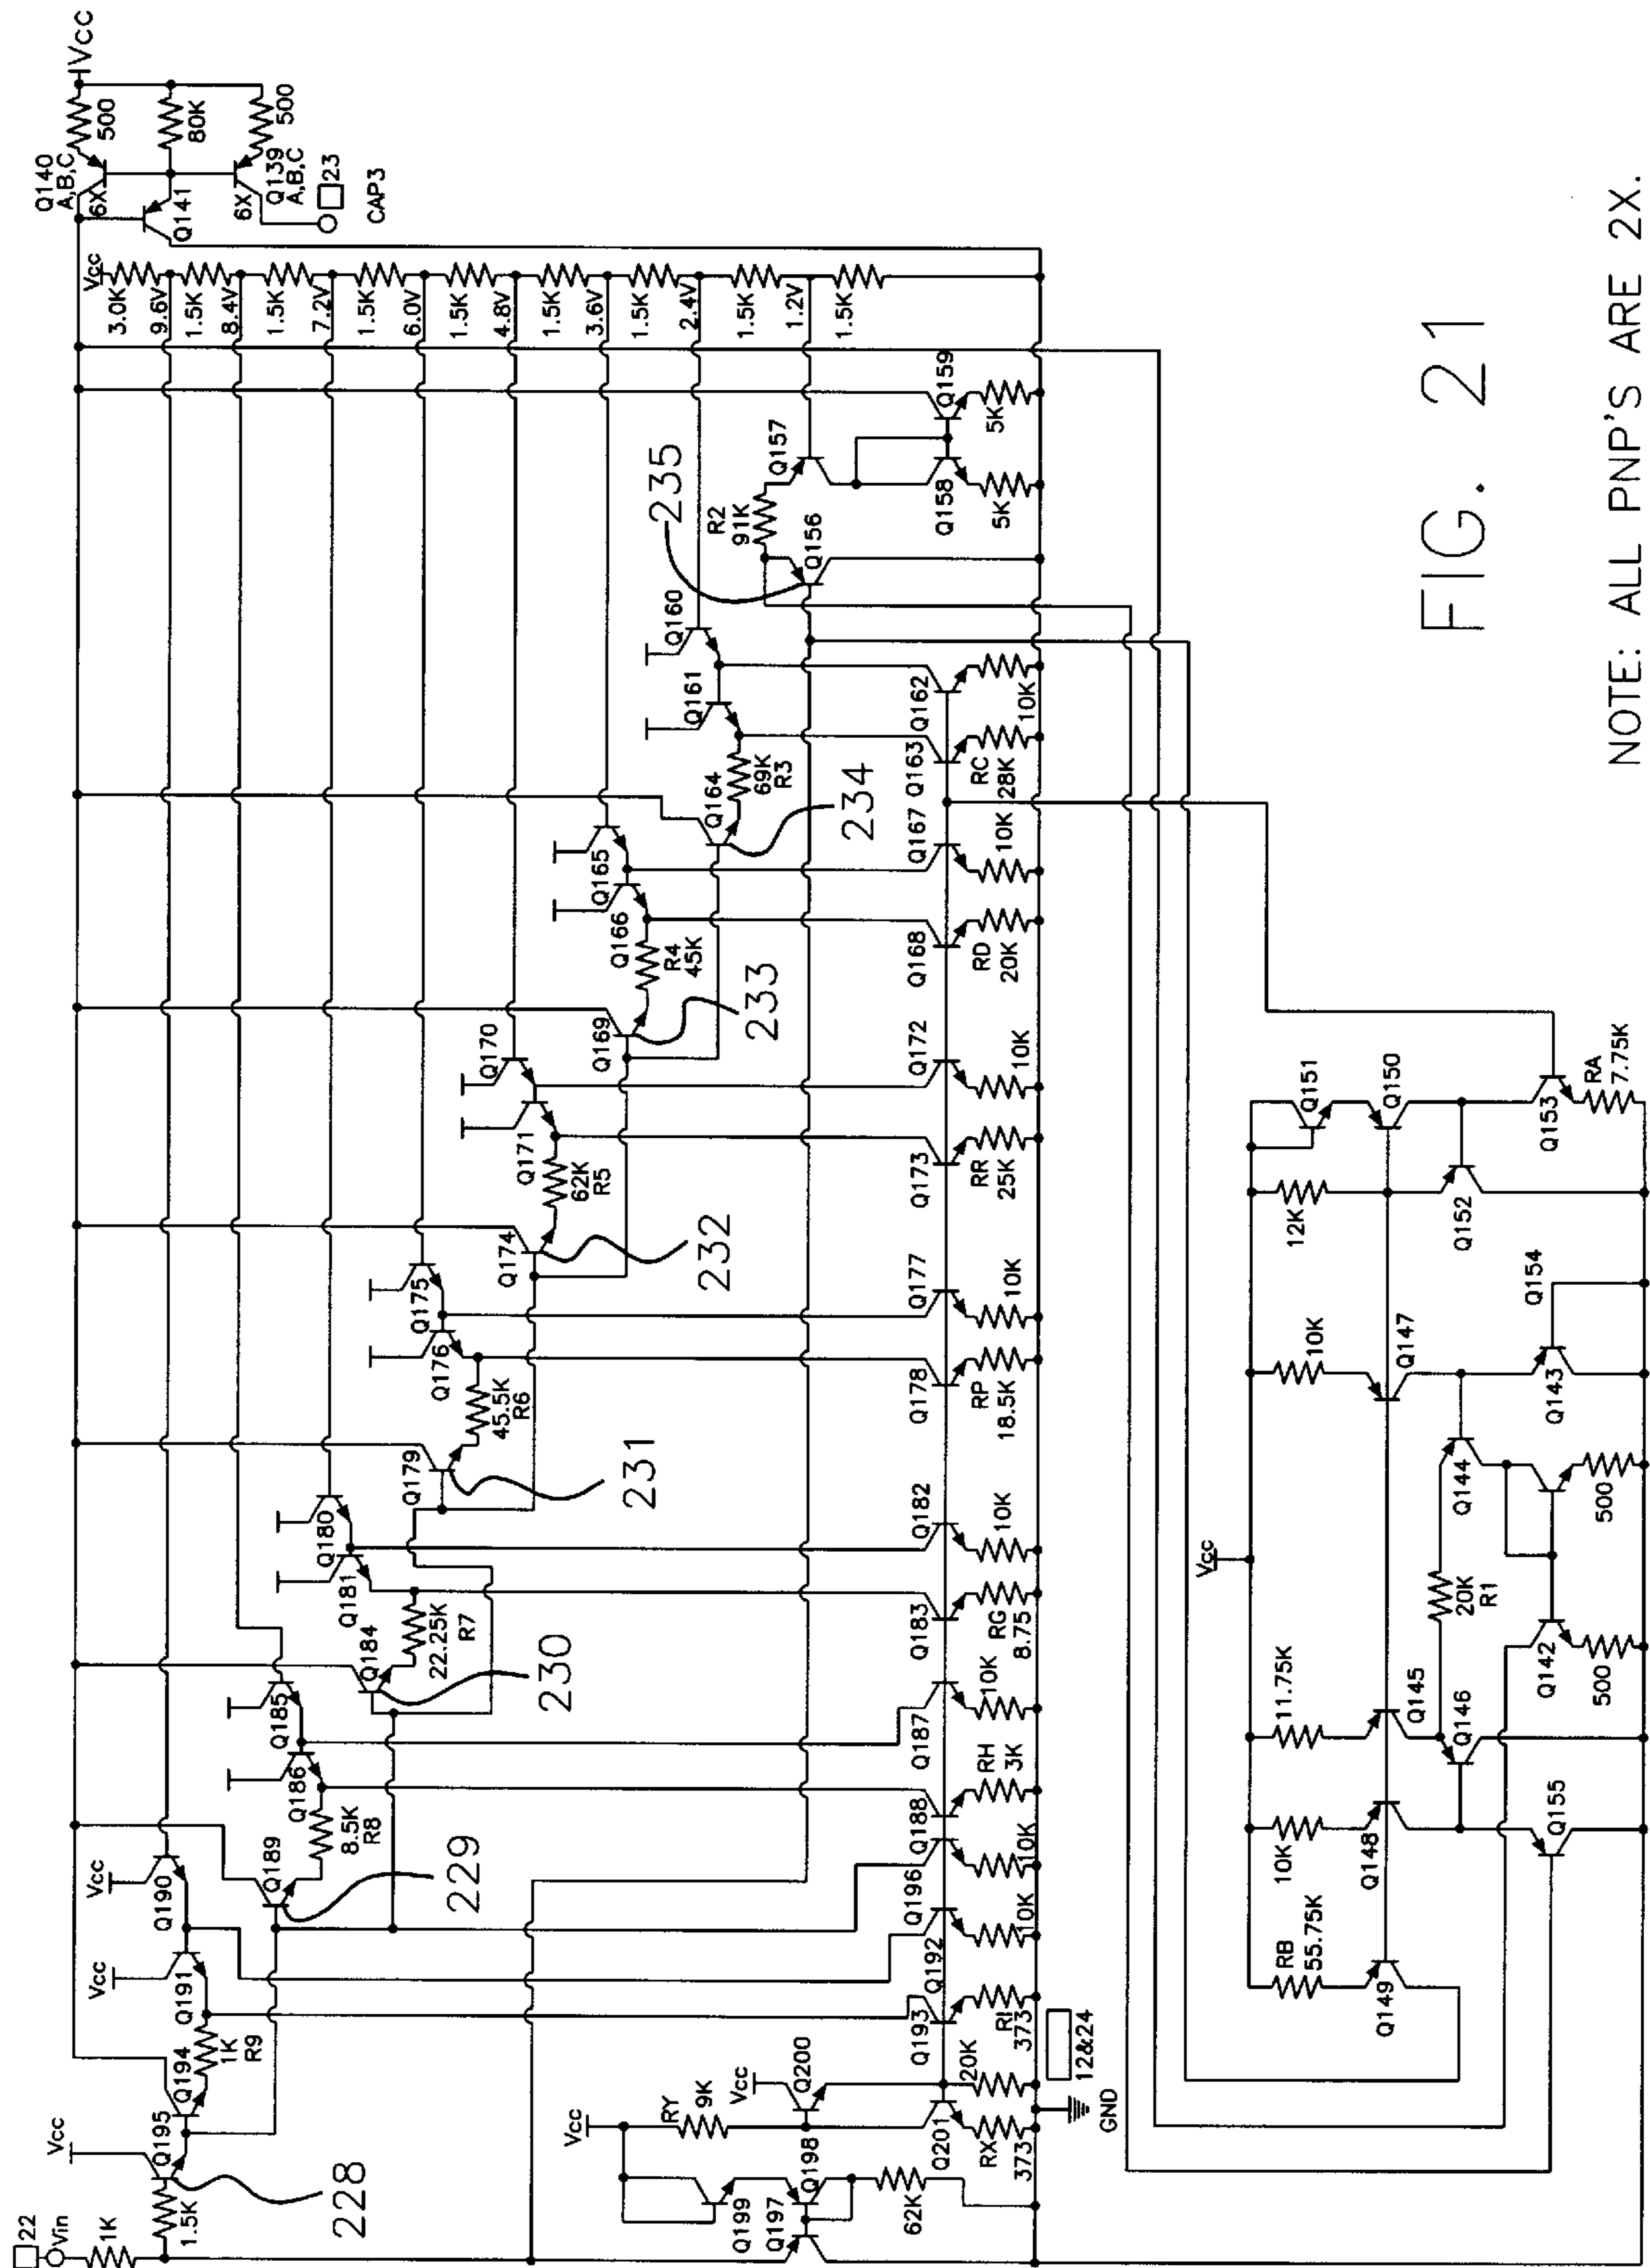 Q140
A,B,C
6X
500
Vcc
Q141
80K
6X
500
Q139
A,B,C
23
CAP3
Vcc
3.0K
9.6V
1.5K
8.4V
1.5K
7.2V
1.5K
6.0V
1.5K
4.8V
1.5K
3.6V
1.5K
2.4V
1.5K
1.2V
1.5K
22
Vin
1K
1.5K
Vcc
Q195
228
Q194
1K
R9
Vcc
Q191
Vcc
Q190
Q189
229
8.5K
R8
Q186
Q185
Q184
230
22.25K
R7
Q181
Q180
Q179
231
45.5K
R6
Q176
Q175
Q174
232
62K
R5
Q171
Q170
Q169
233
R4
45K
Q166
Q165
Q164
234
69K
R3
Q161
Q160
235
R2
91K
Q156
Q157
Q158
5K
Q159
5K
Vcc
RY
9K
Vcc
Q200
Q199
Q197
Q198
62K
Q201
RX
373
20K
GND
12&24
Q193
RI
373
Q192
10K
Q196
10K
Q188
RH
3K
Q187
10K
Q183
RG
8.75
Q182
10K
Q178
RP
18.5K
Q177
10K
Q173
RR
25K
Q172
10K
Q168
RD
20K
Q167
10K
Q163
RC
28K
Q162
10K
Vcc
RB
55.75K
Q149
10K
Q148
11.75K
Q145
Q146
Q155
20K
R1
Q142
500
Q144
500
10K
Q147
Q143
Q154
12K
Q152
Q151
Q150
Q153
RA
7.75K
FIG. 21
NOTE: ALL PNP'S ARE 2X.